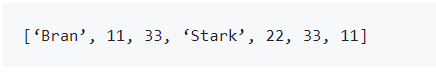 [‘Bran’, 11, 33, ‘Stark’, 22, 33, 11]